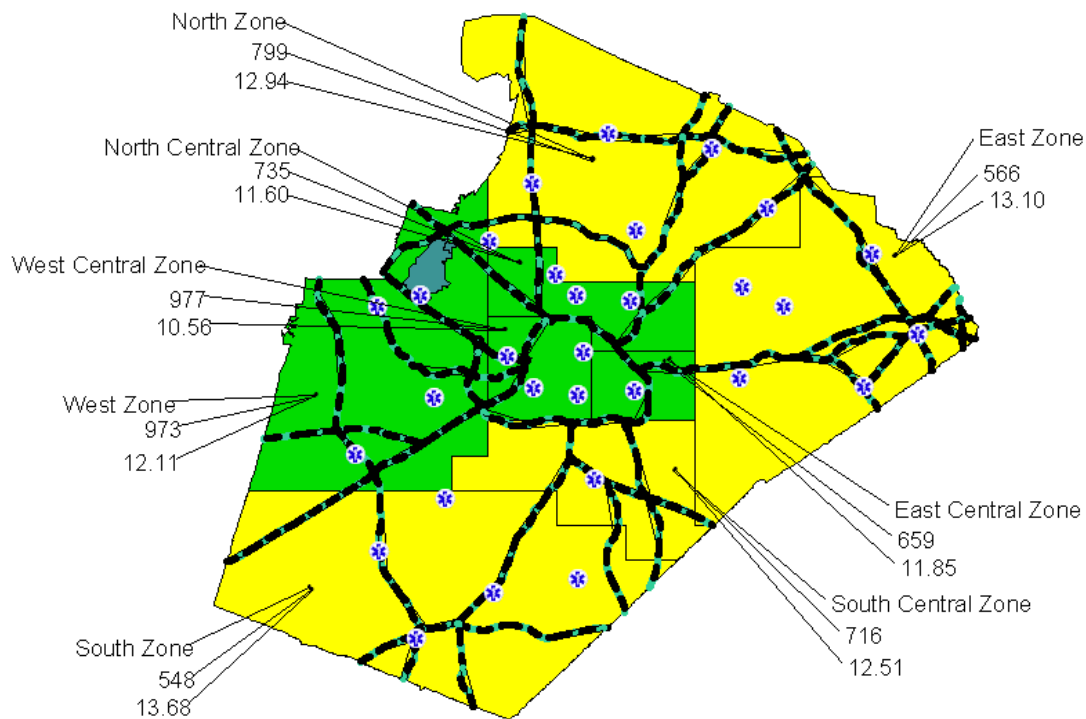 North Zone
799
12.94
North Central Zone
735
11.60
West Central Zone
977
10.56
West Zone
973
12.11
South Zone
548
13.68
East Zone
566
13.10
East Central Zone
659
11.85
South Central Zone
716
12.51